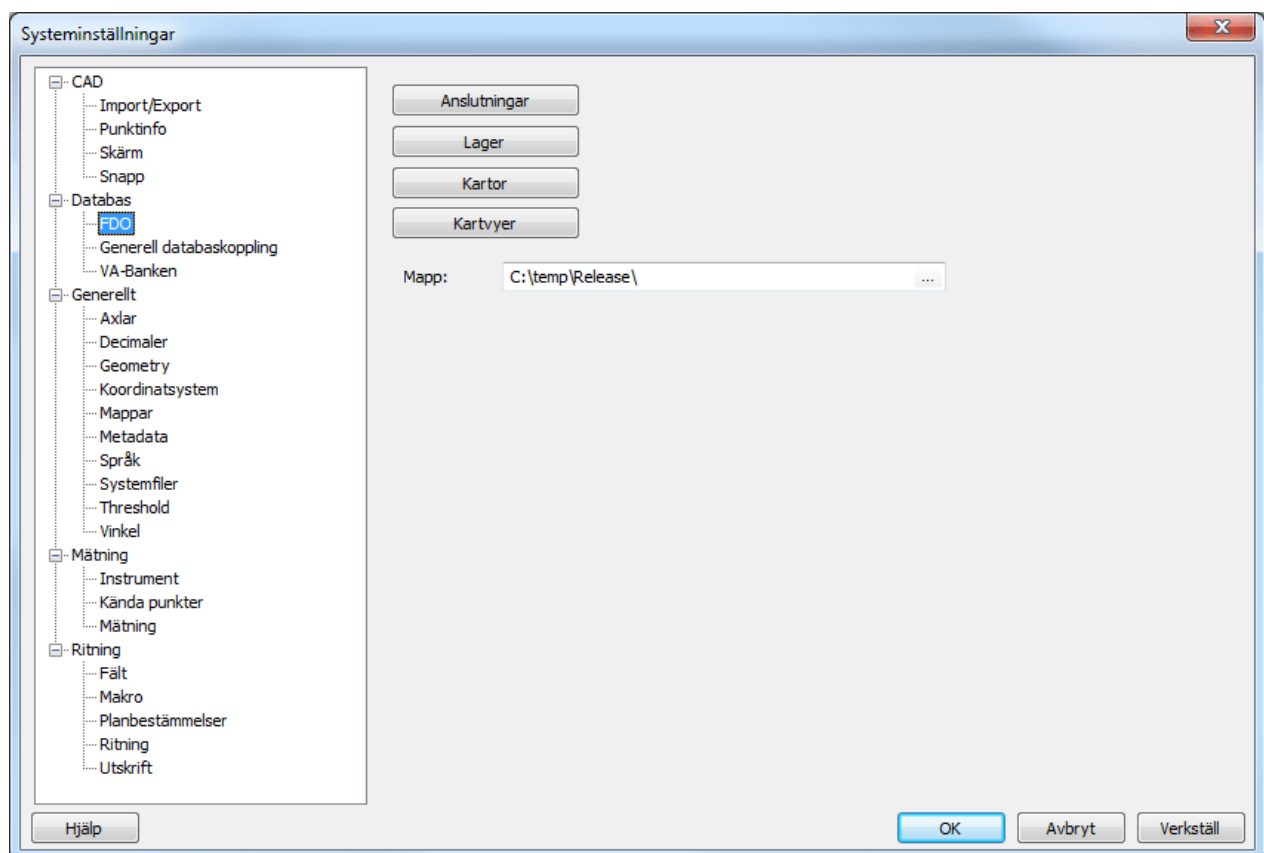 Systeminställningar
CAD
Import/Export
Punktinfo
Skärm
Snapp
Databas
FDO
Generell databaskoppling
VA-Banken
Generellt
Axlar
Decimaler
Geometry
Koordinatsystem
Mappar
Metadata
Språk
Systemfiler
Threshold
Vinkel
Mätning
Instrument
Kända punkter
Mätning
Ritning
Fält
Makro
Planbestämmelser
Ritning
Utskrift
Anslutningar
Lager
Kartor
Kartvyer
Mapp: C:\temp\Release\ ...
Hjälp OK Avbryt Verkställ